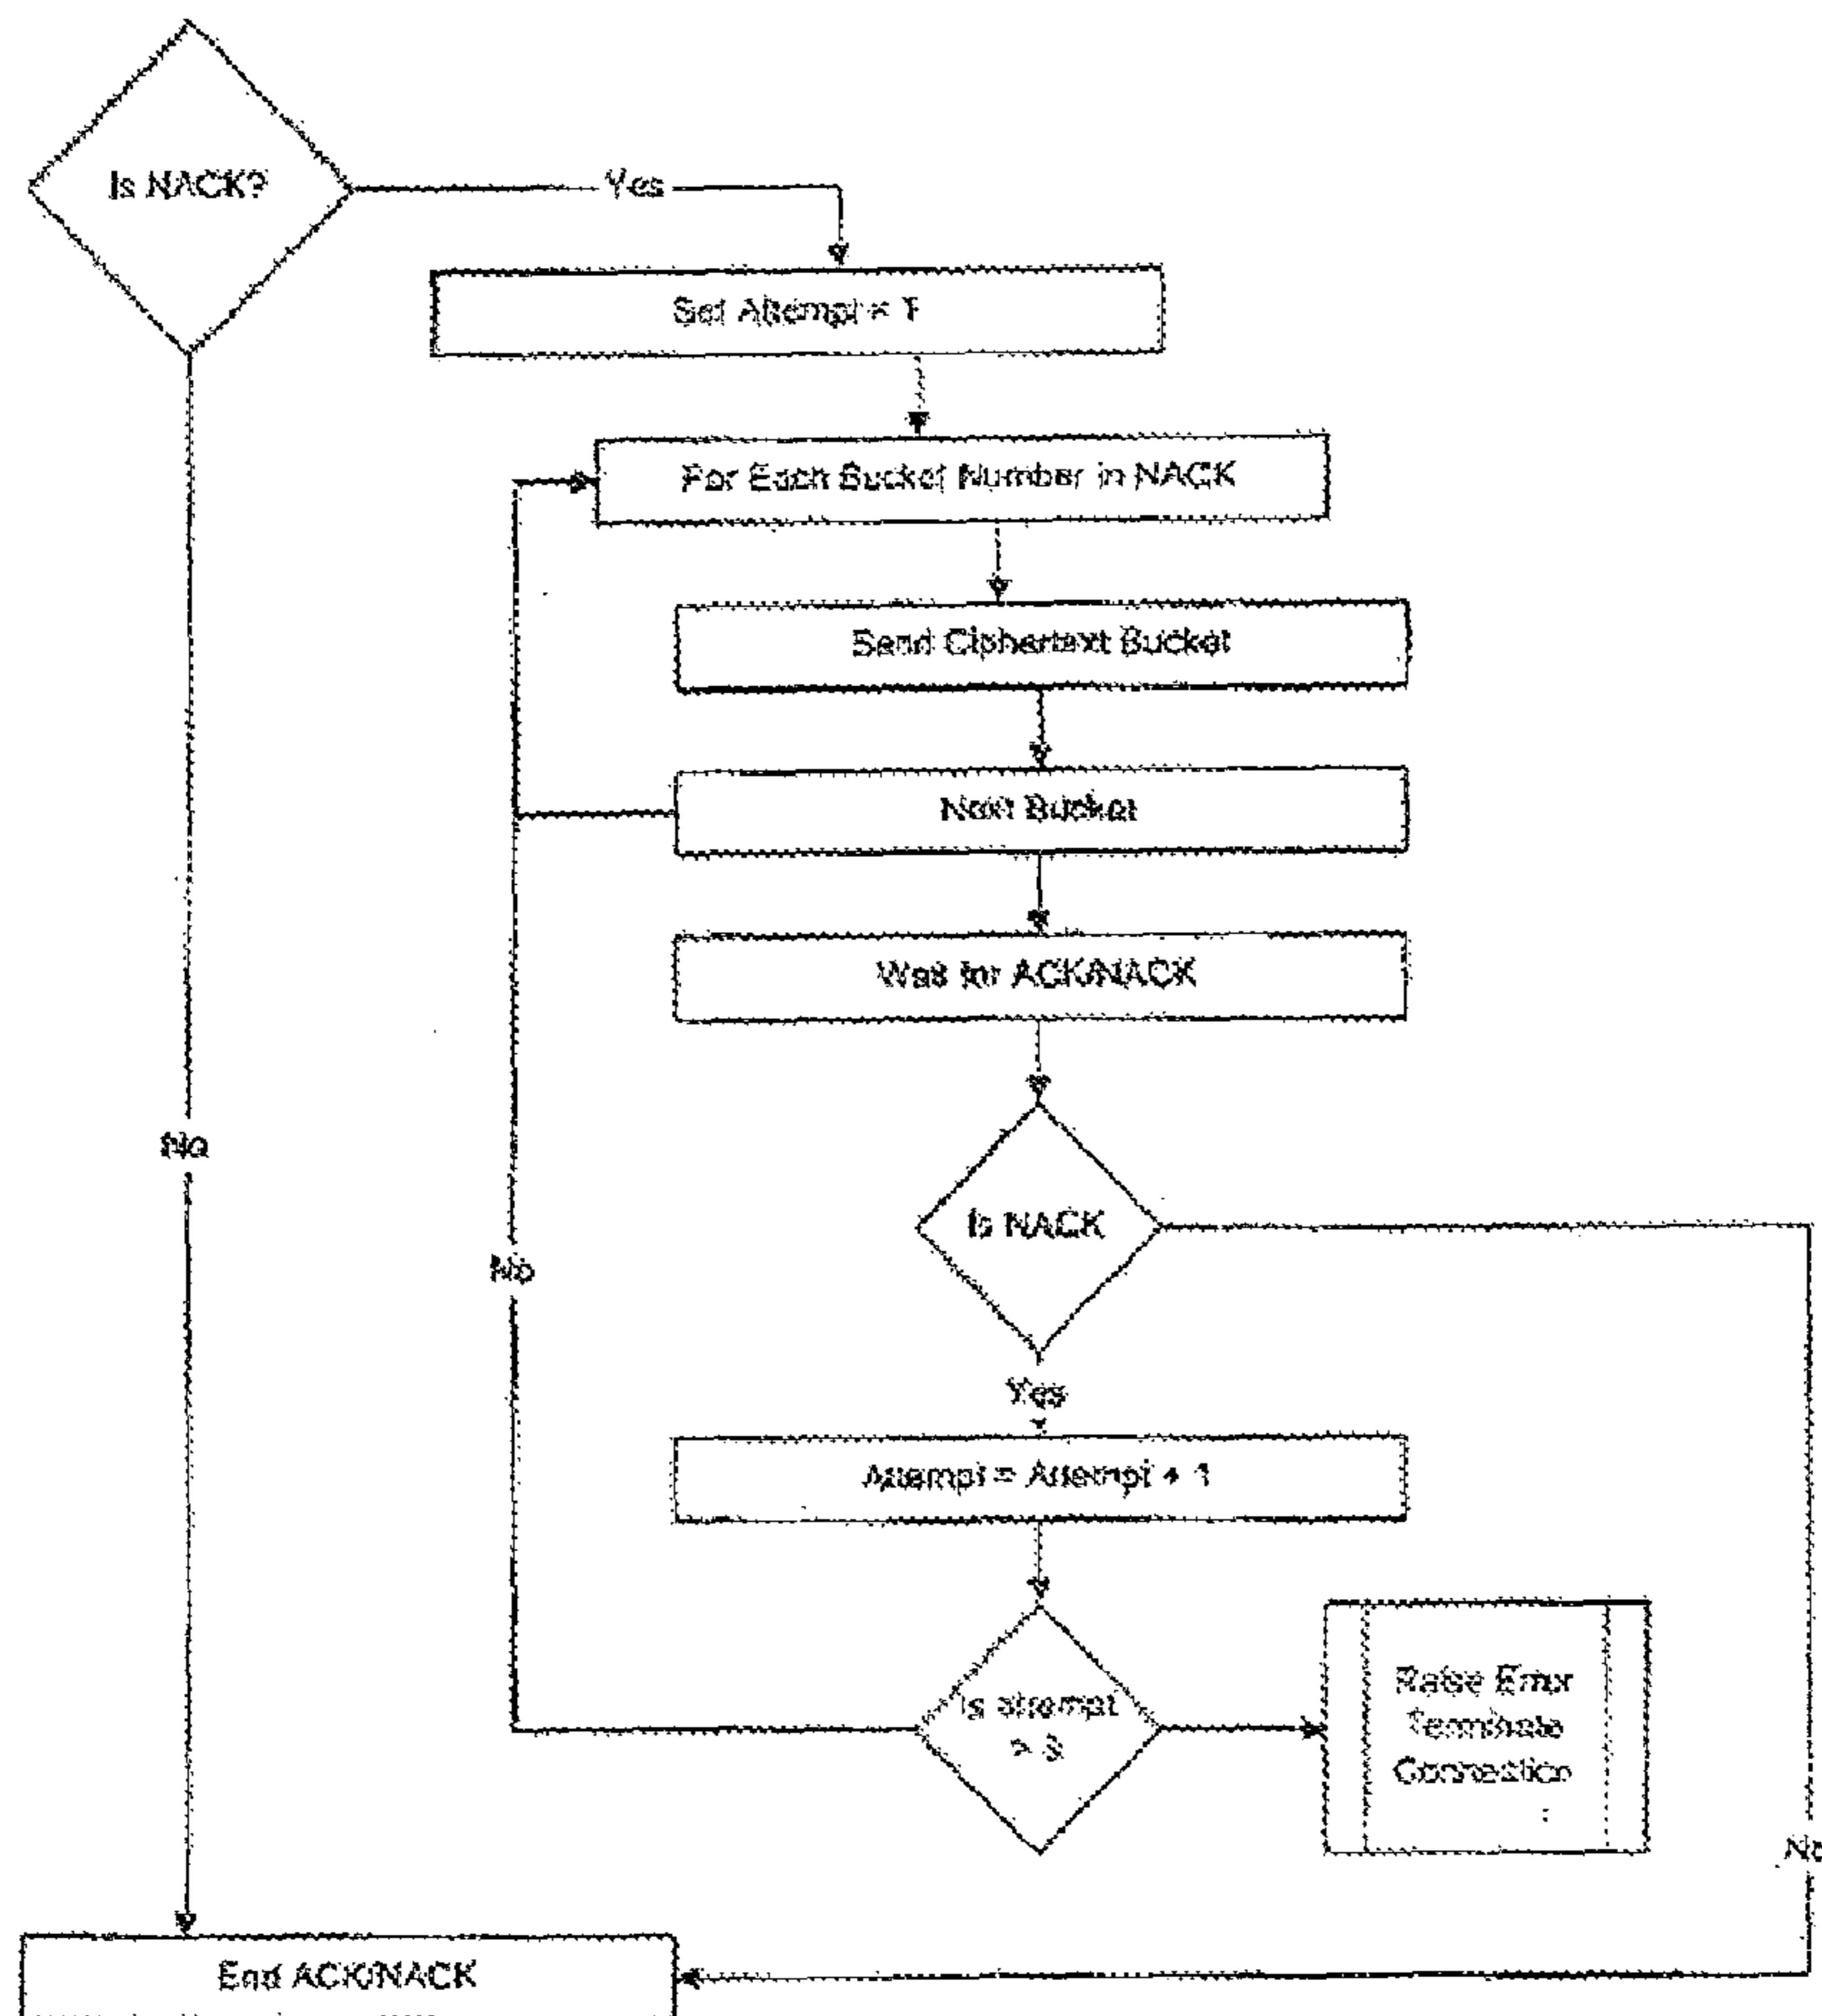 Is NACK?
Yes
Set Attempt = 1
For Each Bucket Number in NACK
Send Ciphertext Bucket
Next Bucket
Wait for ACK/NACK
No
Is NACK
No
Yes
Attempt = Attempt + 1
Is attempt
> 3
Raise Error
Terminate
Connection
No
End ACK/NACK